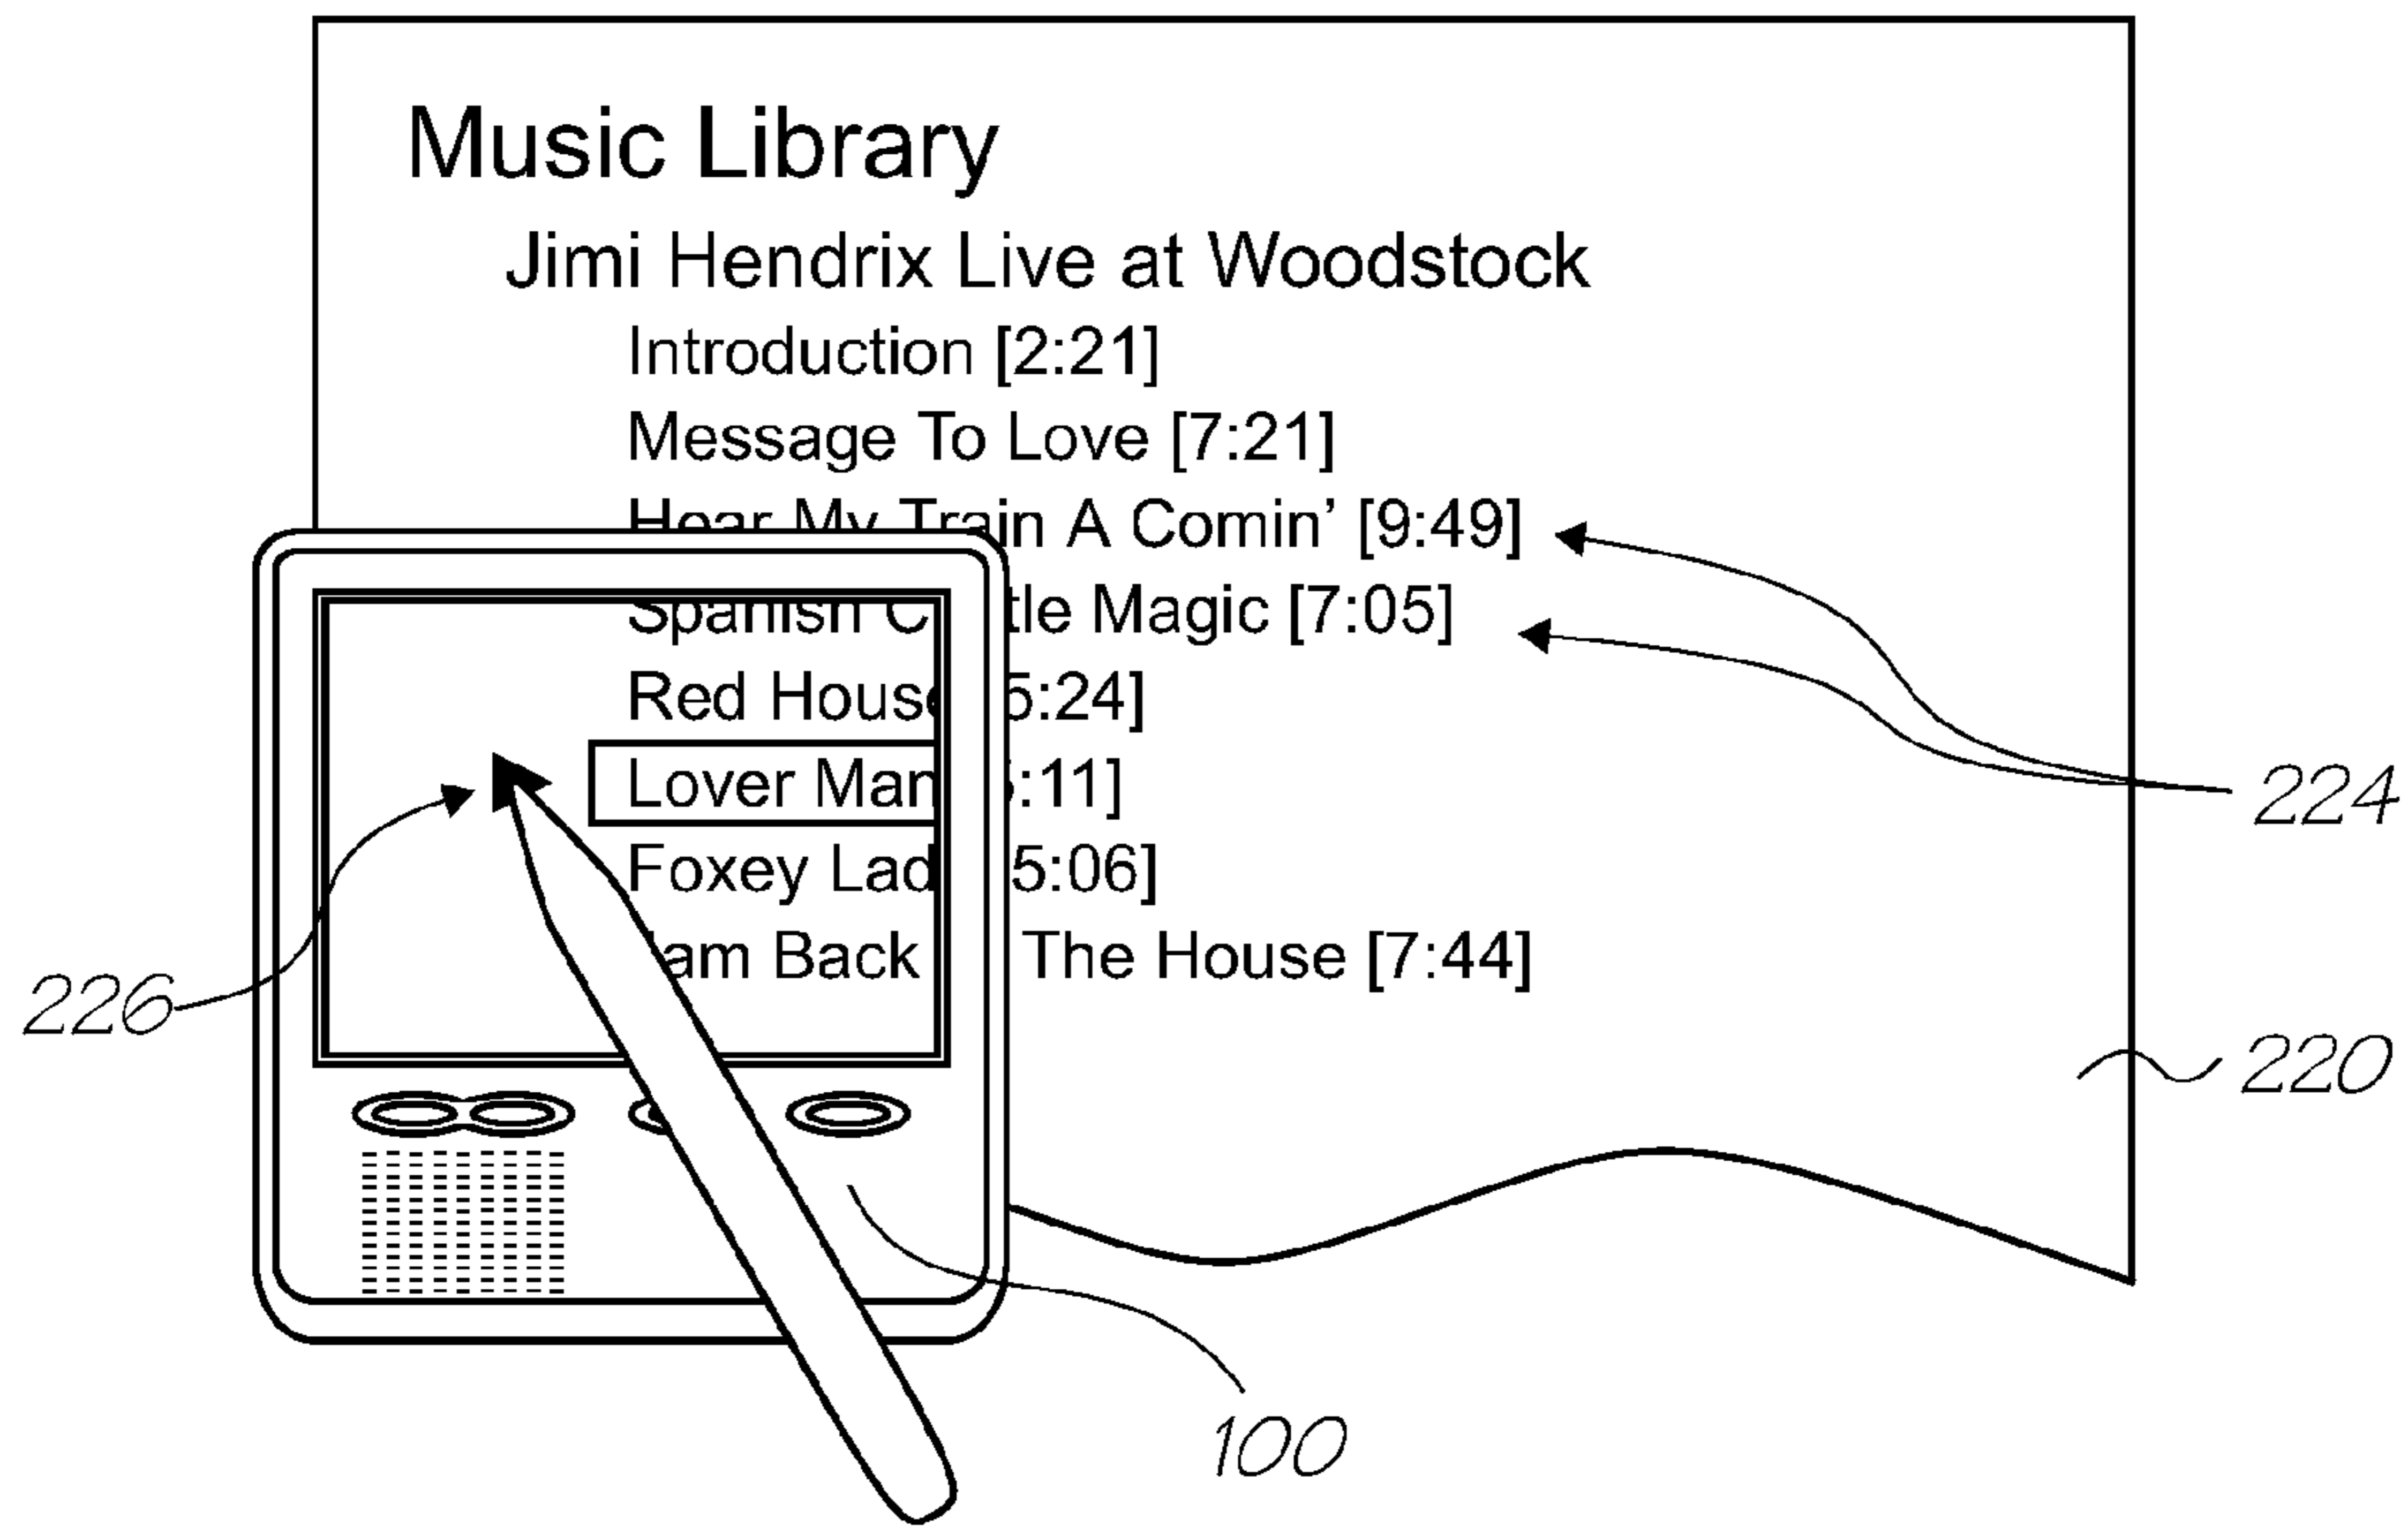 Music Library
Jimi Hendrix Live at Woodstock
Introduction [2:21]
Message To Love [7:21]
Hear My Train A Comin’ [9:49]
Spanish C tle Magic [7:05]
Red House 5:24]
Lover Man :11]
224
Foxey Lad 5:06]
am Back The House [7:44]
226
220
100